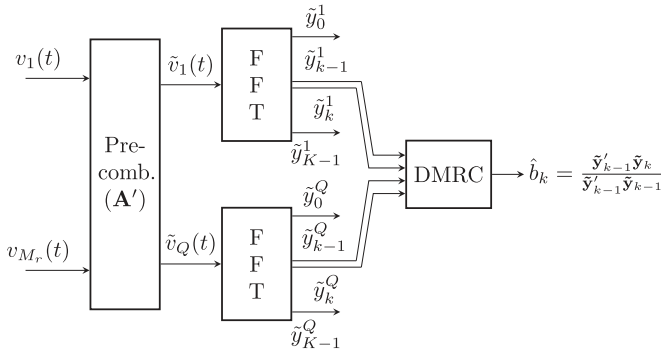 v_1(t)
v_{M_r}(t)
Pre-
comb.
(A′)
ṽ_1(t)
ṽ_Q(t)
F
F
T
ỹ_0^1
ỹ_{k−1}^1
ỹ_k^1
ỹ_{K−1}^1
F
F
T
ỹ_0^Q
ỹ_{k−1}^Q
ỹ_k^Q
ỹ_{K−1}^Q
DMRC
b̂_k = ỹ′_{k−1}ỹ_k / ỹ′_{k−1}ỹ_{k−1}